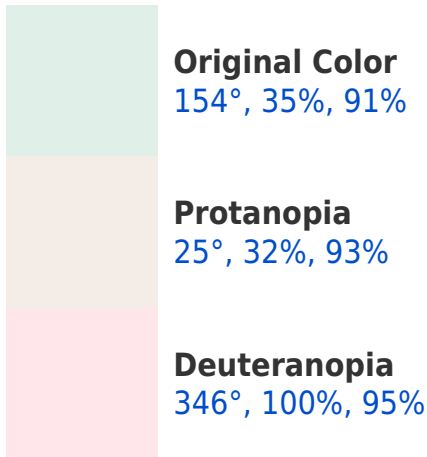 Original Color
154°, 35%, 91%
Protanopia
25°, 32%, 93%
Deuteranopia
346°, 100%, 95%